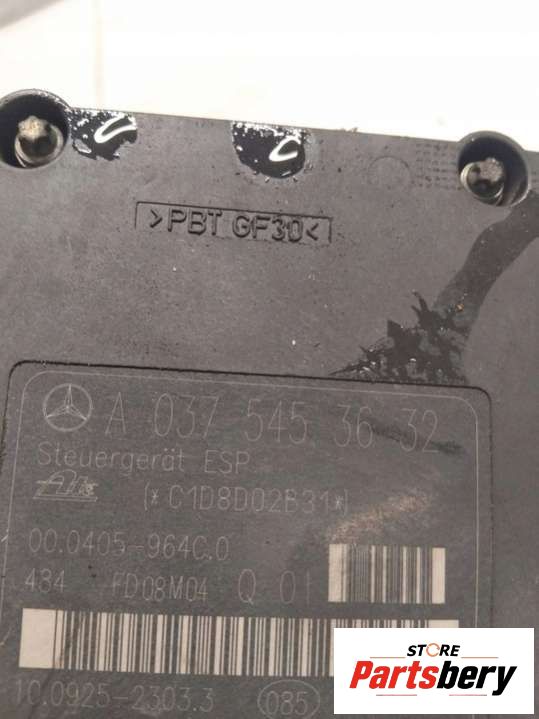 >PBT GF30<
A 037 545 36 32
Steuergerät ESP
Ate (*C1D8D02B31*)
00.0405-964C.0
434 FD08M04 Q 01
10.0925-2303.3 085
STORE
Partsbery